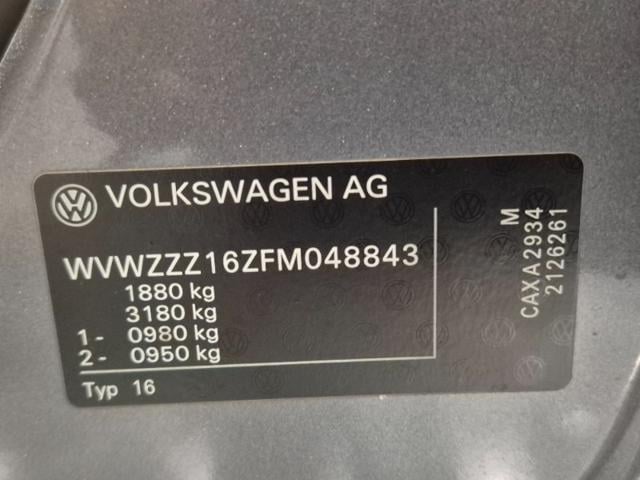 VOLKSWAGEN AG
WVWZZZ16ZFM048843
1880 kg
3180 kg
1- 0980 kg
2- 0950 kg
Typ 16
M
CAXA2934
2126261